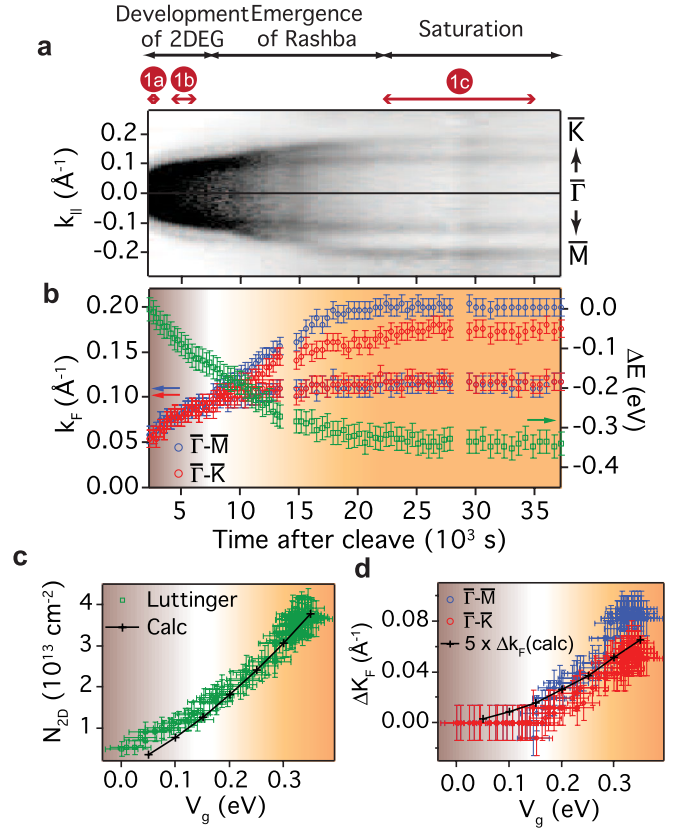 Development Emergence Saturation
of 2DEG of Rashba
a
1a 1b 1c
0.2
0.1
0.0
-0.1
-0.2
k|| (Å-1)
K̅
Γ̅
M̅
b
0.20
0.15
0.10
0.05
0.00
kF (Å-1)
0.0
-0.1
-0.2
-0.3
-0.4
ΔE (eV)
Γ̅-M̅
Γ̅-K̅
5 10 15 20 25 30 35
Time after cleave (10³ s)
c
4
3
2
1
N2D (10¹³ cm-2)
Luttinger
Calc
0.0 0.1 0.2 0.3
Vg (eV)
d
0.08
0.04
0.00
ΔKF (Å-1)
Γ̅-M̅
Γ̅-K̅
5 x ΔkF(calc)
0.0 0.1 0.2 0.3
Vg (eV)